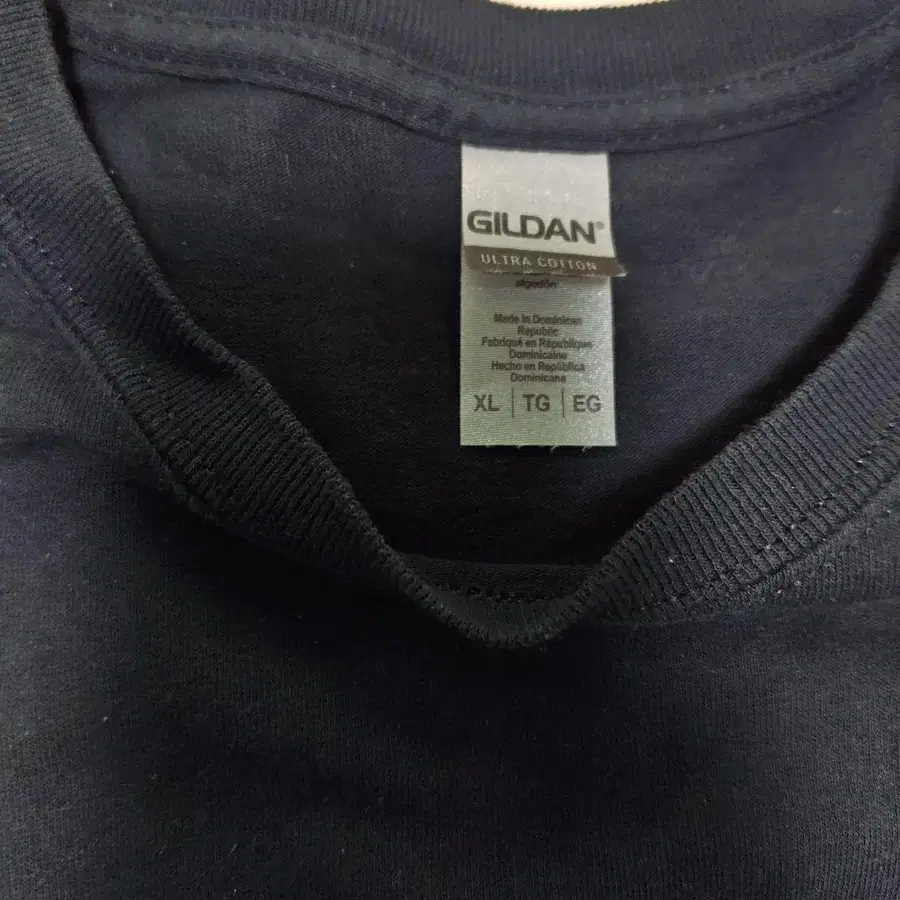 GILDAN®
ULTRA COTTON
algodón
Made in Dominican
Republic
Fabriqué en République
Dominicaine
Hecho en República
Dominicana
XL | TG | EG